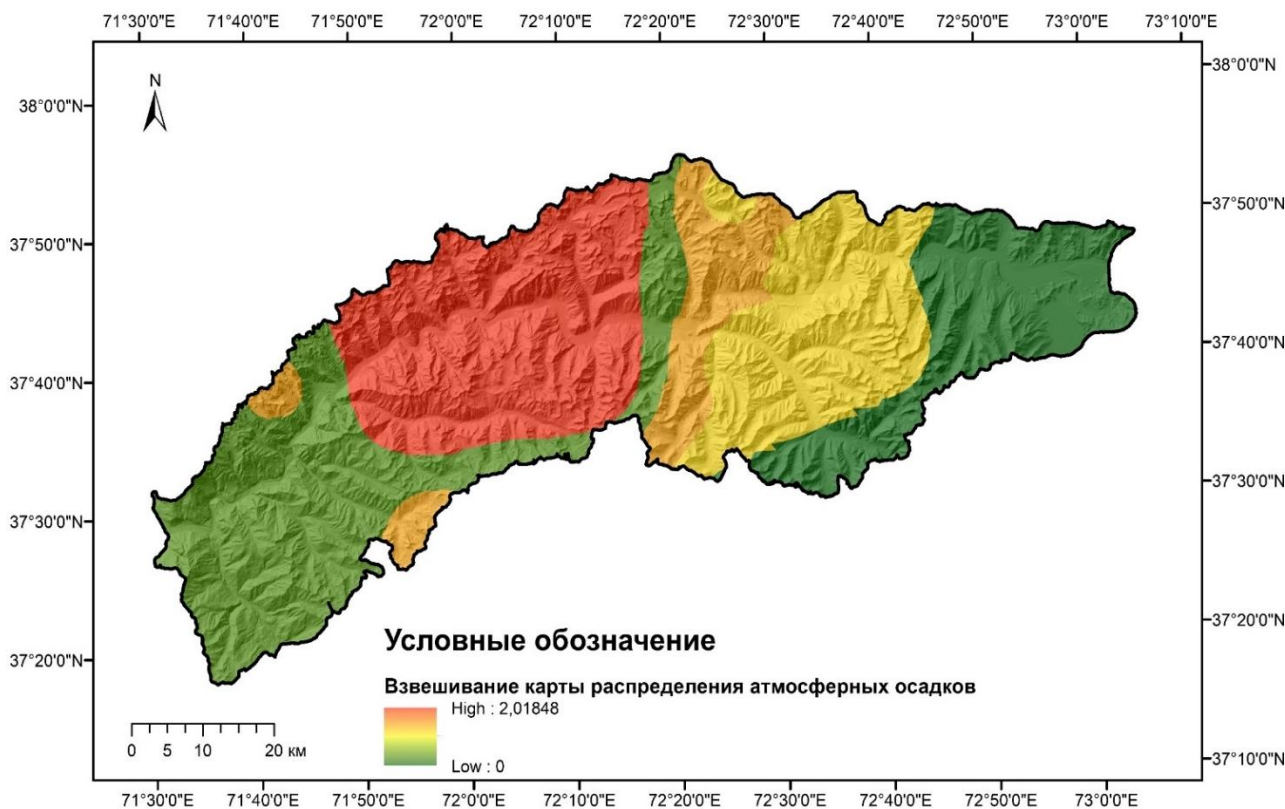 71°30'0"E 71°40'0"E 71°50'0"E 72°0'0"E 72°10'0"E 72°20'0"E 72°30'0"E 72°40'0"E 72°50'0"E 73°0'0"E 73°10'0"E
38°0'0"N
N
38°0'0"N
37°50'0"N
37°50'0"N
37°40'0"N
37°40'0"N
37°30'0"N
37°30'0"N
37°20'0"N
37°20'0"N
37°10'0"N
Условные обозначение
Взвешивание карты распределения атмосферных осадков
High : 2,01848
Low : 0
0 5 10 20 км
71°30'0"E 71°40'0"E 71°50'0"E 72°0'0"E 72°10'0"E 72°20'0"E 72°30'0"E 72°40'0"E 72°50'0"E 73°0'0"E